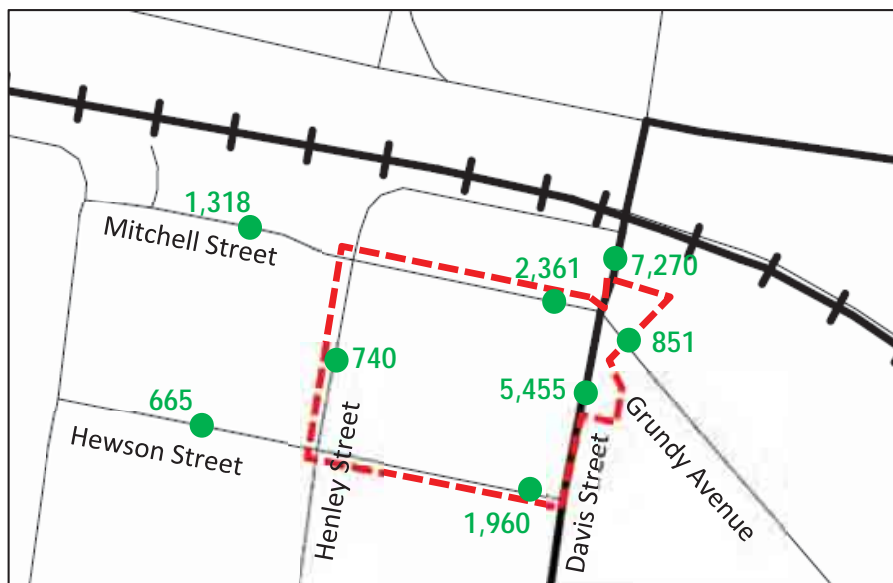 1,318
Mitchell Street
2,361
7,270
740
851
665
5,455
Hewson Street
Henley Street
1,960
Davis Street
Grundy Avenue